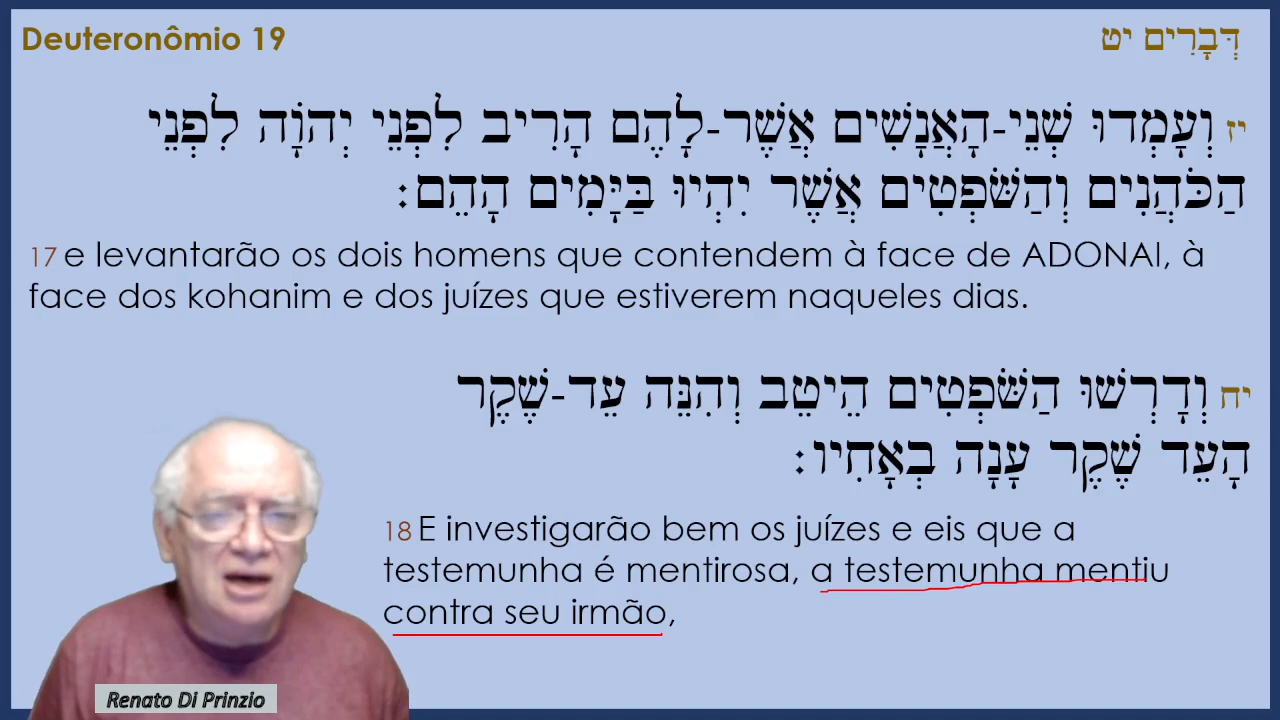 Deuteronômio 19
דְּבָרִים יט
יז וְעָמְדוּ שְׁנֵי-הָאֲנָשִׁים אֲשֶׁר-לָהֶם הָרִיב לִפְנֵי יְהוָֹה לִפְנֵי
הַכֹּהֲנִים וְהַשֹּׁפְטִים אֲשֶׁר יִהְיוּ בַּיָּמִים הָהֵם:
17 e levantarão os dois homens que contendem à face de ADONAI, à
face dos kohanim e dos juízes que estiverem naqueles dias.
יח וְדָרְשׁוּ הַשֹּׁפְטִים הֵיטֵב וְהִנֵּה עֵד-שֶׁקֶר
הָעֵד שֶׁקֶר עָנָה בְאָחִיו:
18 E investigarão bem os juízes e eis que a
testemunha é mentirosa, a testemunha mentiu
contra seu irmão,
Renato Di Prinzio